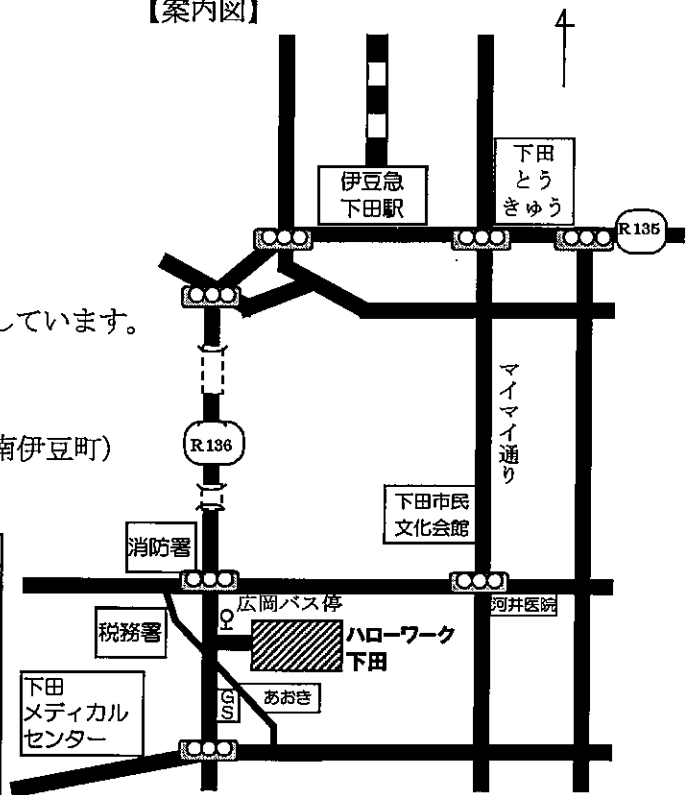 【案内図】
4
下田
とう
きゅう
伊豆急
下田駅
R135
しています。
マイマイ通り
R136
南伊豆町）
下田市民
文化会館
消防署
広岡バス停
河井医院
税務署
ハローワーク
下田
下田
メディカル
センター
GS
あおき